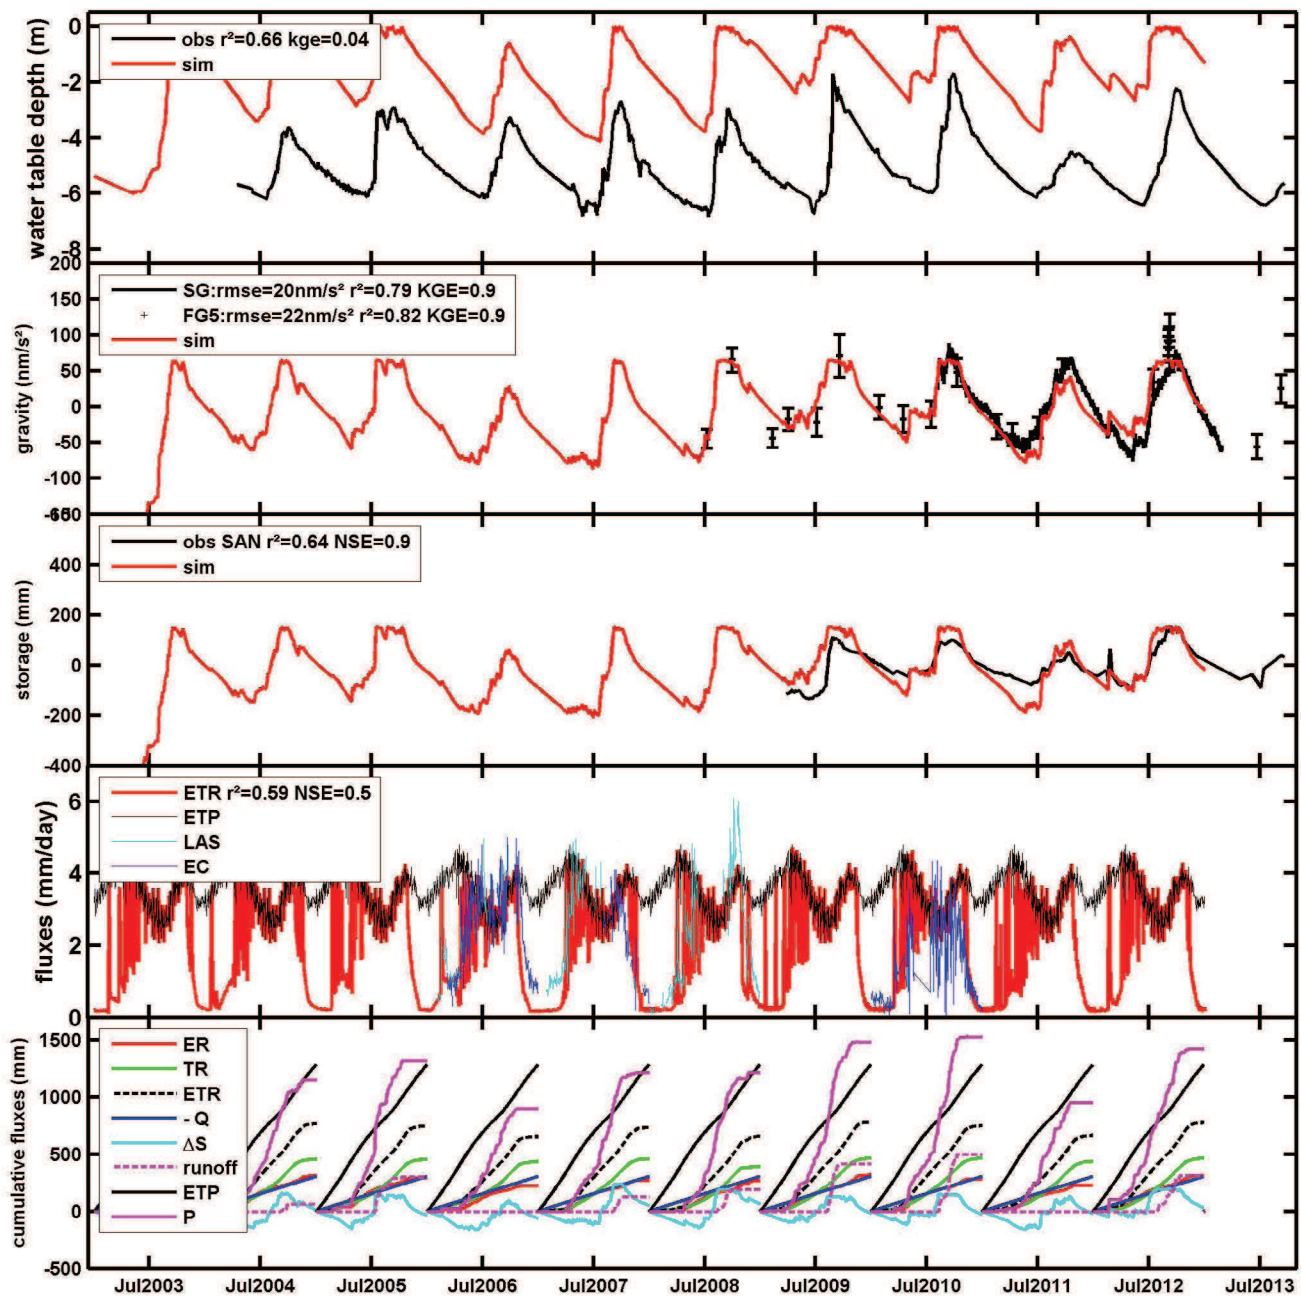 water table depth (m)
0
-2
-4
-6
-8
obs r²=0.66 kge=0.04
sim
gravity (nm/s²)
200
150
100
50
0
-50
-100
SG:rmse=20nm/s² r²=0.79 KGE=0.9
FG5:rmse=22nm/s² r²=0.82 KGE=0.9
sim
storage (mm)
400
200
0
-200
-400
obs SAN r²=0.64 NSE=0.9
sim
fluxes (mm/day)
6
4
2
0
ETR r²=0.59 NSE=0.5
ETP
LAS
EC
cumulative fluxes (mm)
1500
1000
500
0
-500
ER
TR
ETR
- Q
ΔS
runoff
ETP
P
Jul2003 Jul2004 Jul2005 Jul2006 Jul2007 Jul2008 Jul2009 Jul2010 Jul2011 Jul2012 Jul2013